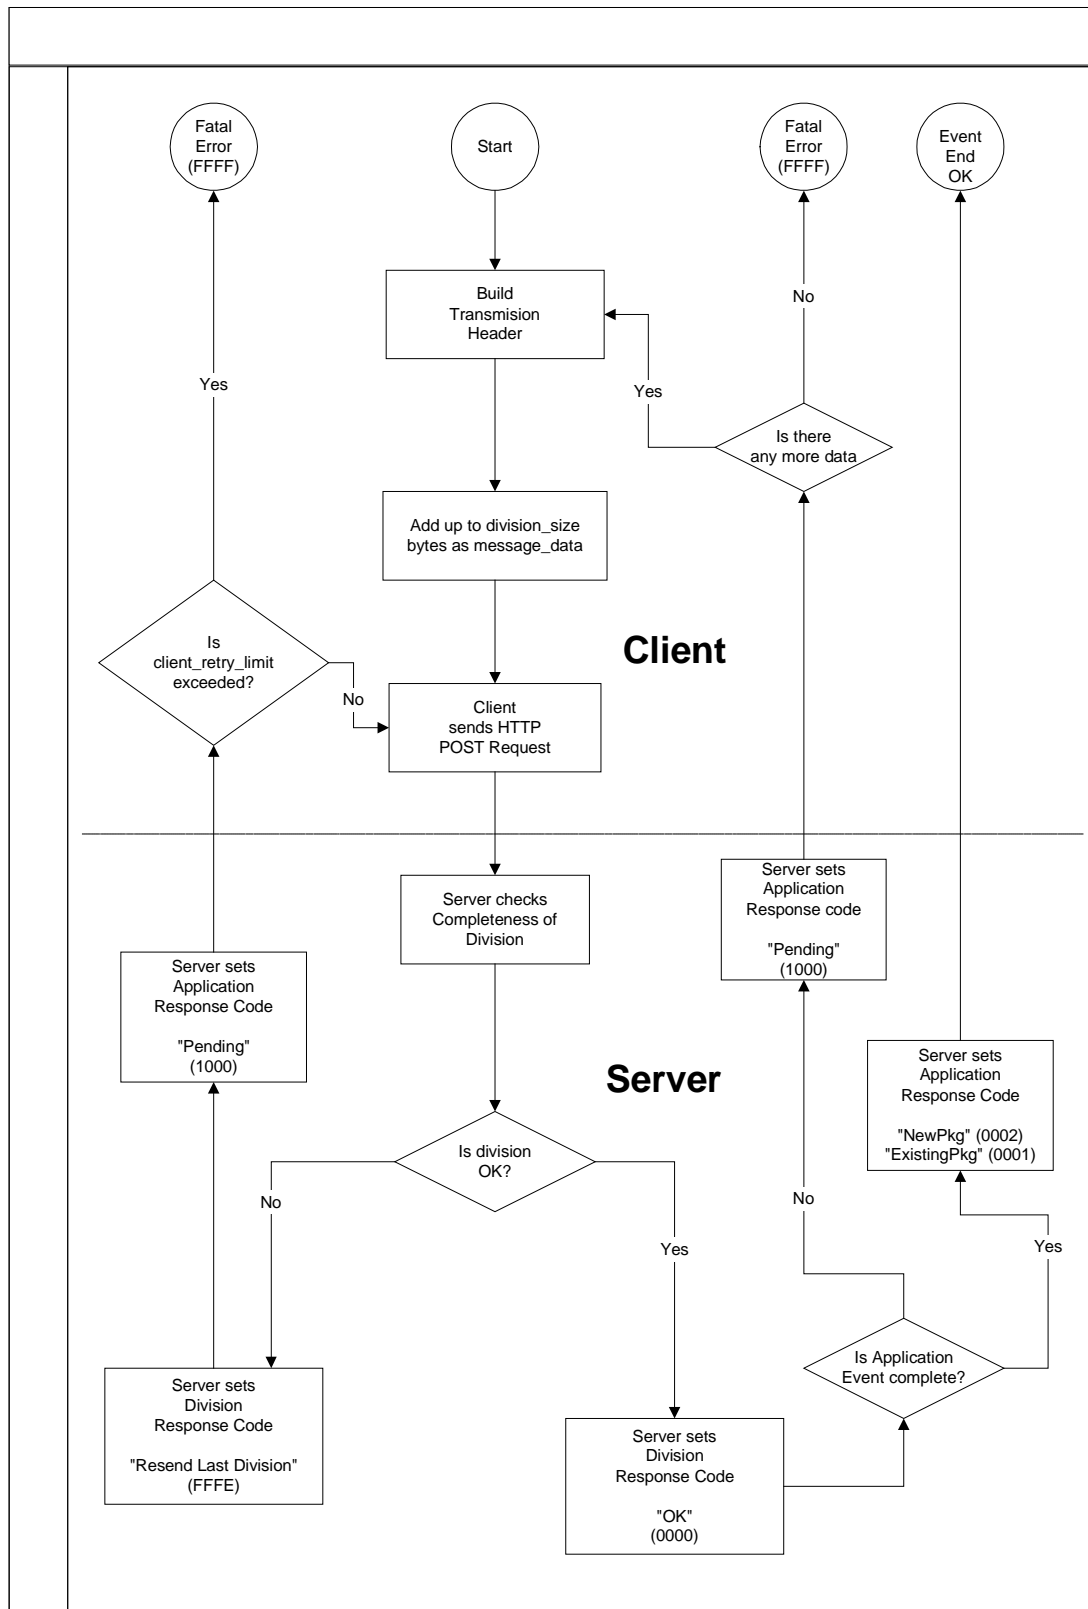 Fatal
Error
(FFFF)
Start
Fatal
Error
(FFFF)
Event
End
OK
Build
Transmision
Header
No
Yes
Yes
Is there
any more data
Add up to division_size
bytes as message_data
Is
client_retry_limit
exceeded?
Client
No
Client
sends HTTP
POST Request
Server checks
Completeness of
Division
Server sets
Application
Response code
"Pending"
(1000)
Server sets
Application
Response Code
"Pending"
(1000)
Server
Server sets
Application
Response Code
"NewPkg" (0002)
"ExistingPkg" (0001)
Is division
OK?
No
Yes
No
Yes
Is Application
Event complete?
Server sets
Division
Response Code
"Resend Last Division"
(FFFE)
Server sets
Division
Response Code
"OK"
(0000)